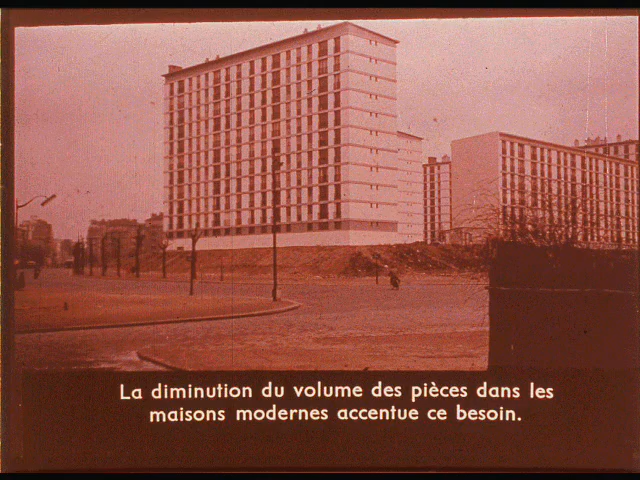 La diminution du volume des pièces dans les
maisons modernes accentue ce besoin.